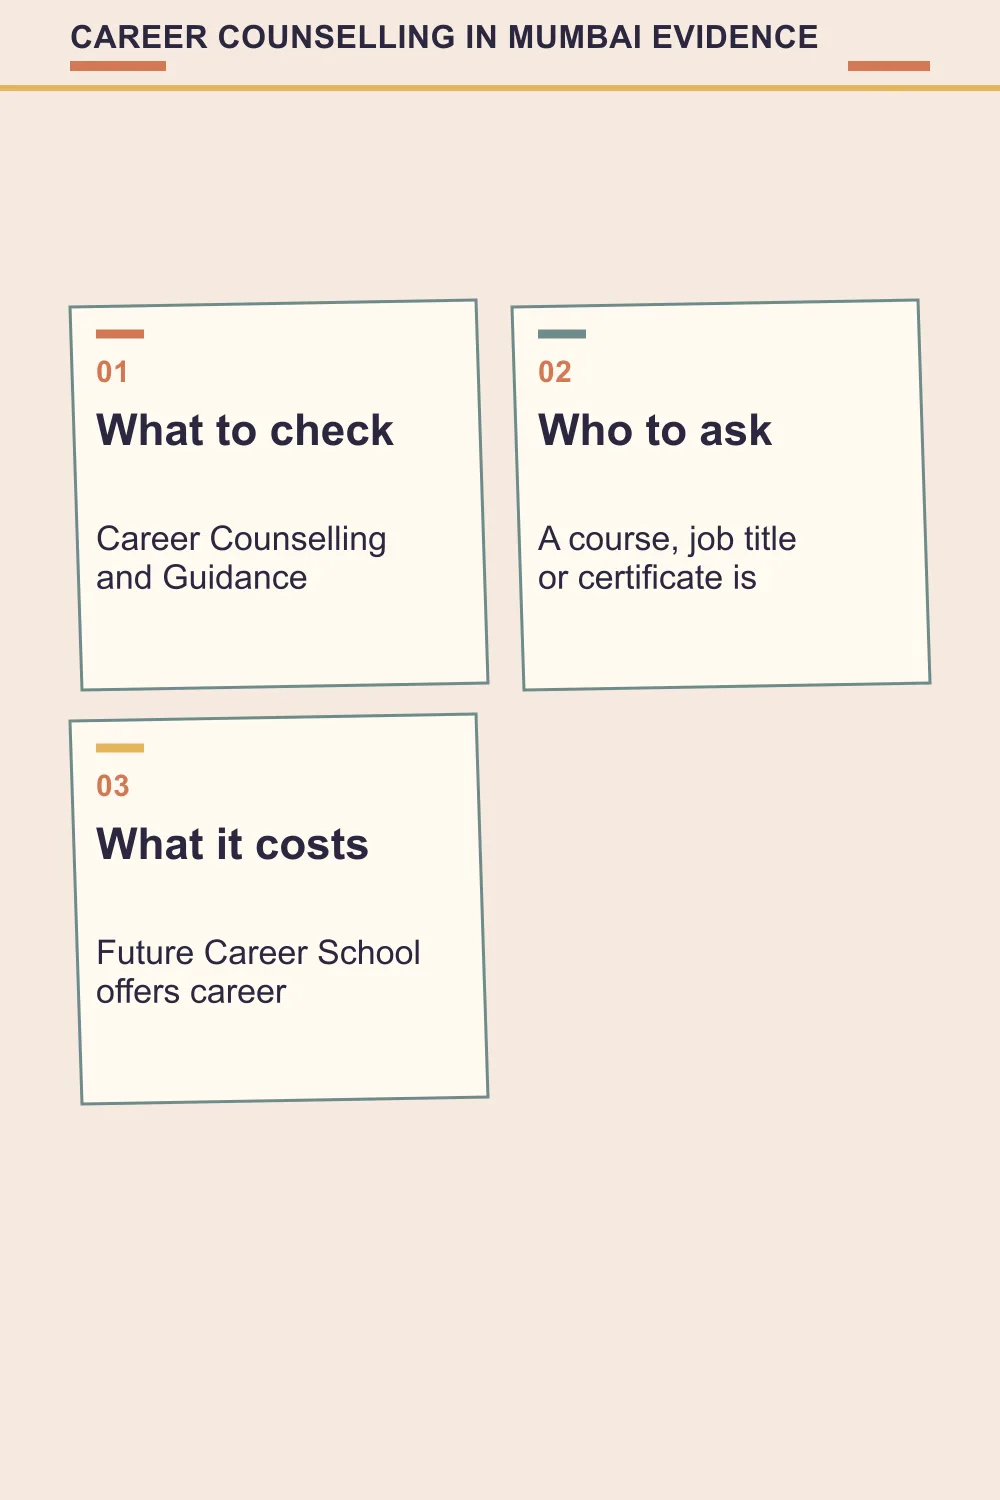 CAREER COUNSELLING IN MUMBAI EVIDENCE
01
What to check
Career Counselling
and Guidance
02
Who to ask
A course, job title
or certificate is
03
What it costs
Future Career School
offers career